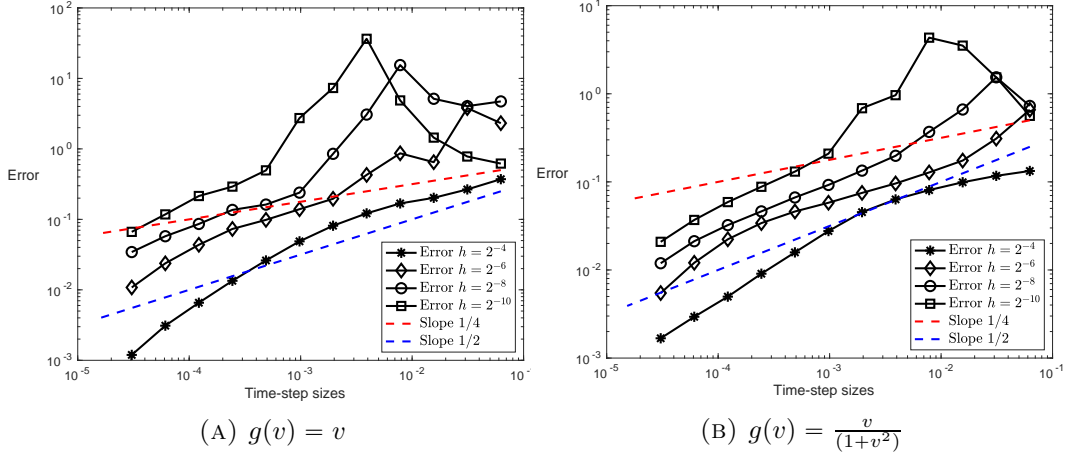 10^2
10^1
10^0
10^{-1}
10^{-2}
10^{-3}
Error
10^{-5}
10^{-4}
10^{-3}
10^{-2}
10^{-1}
Time-step sizes
Error h = 2^{-4}
Error h = 2^{-6}
Error h = 2^{-8}
Error h = 2^{-10}
Slope 1/4
Slope 1/2
(A) g(v) = v
10^1
10^0
10^{-1}
10^{-2}
10^{-3}
Error
10^{-5}
10^{-4}
10^{-3}
10^{-2}
10^{-1}
Time-step sizes
Error h = 2^{-4}
Error h = 2^{-6}
Error h = 2^{-8}
Error h = 2^{-10}
Slope 1/4
Slope 1/2
(B) g(v) = \frac{v}{(1+v^2)}